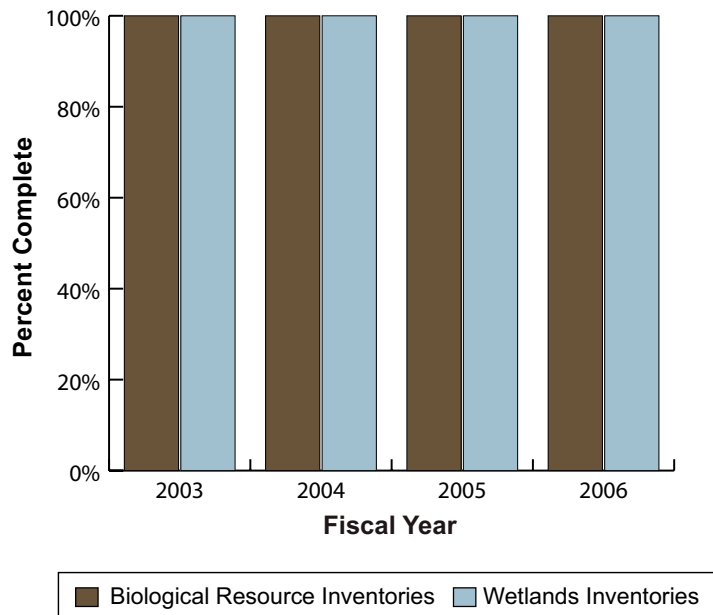 100%
80%
60%
40%
20%
0%
Percent Complete
2003 2004 2005 2006
Fiscal Year
Biological Resource Inventories Wetlands Inventories